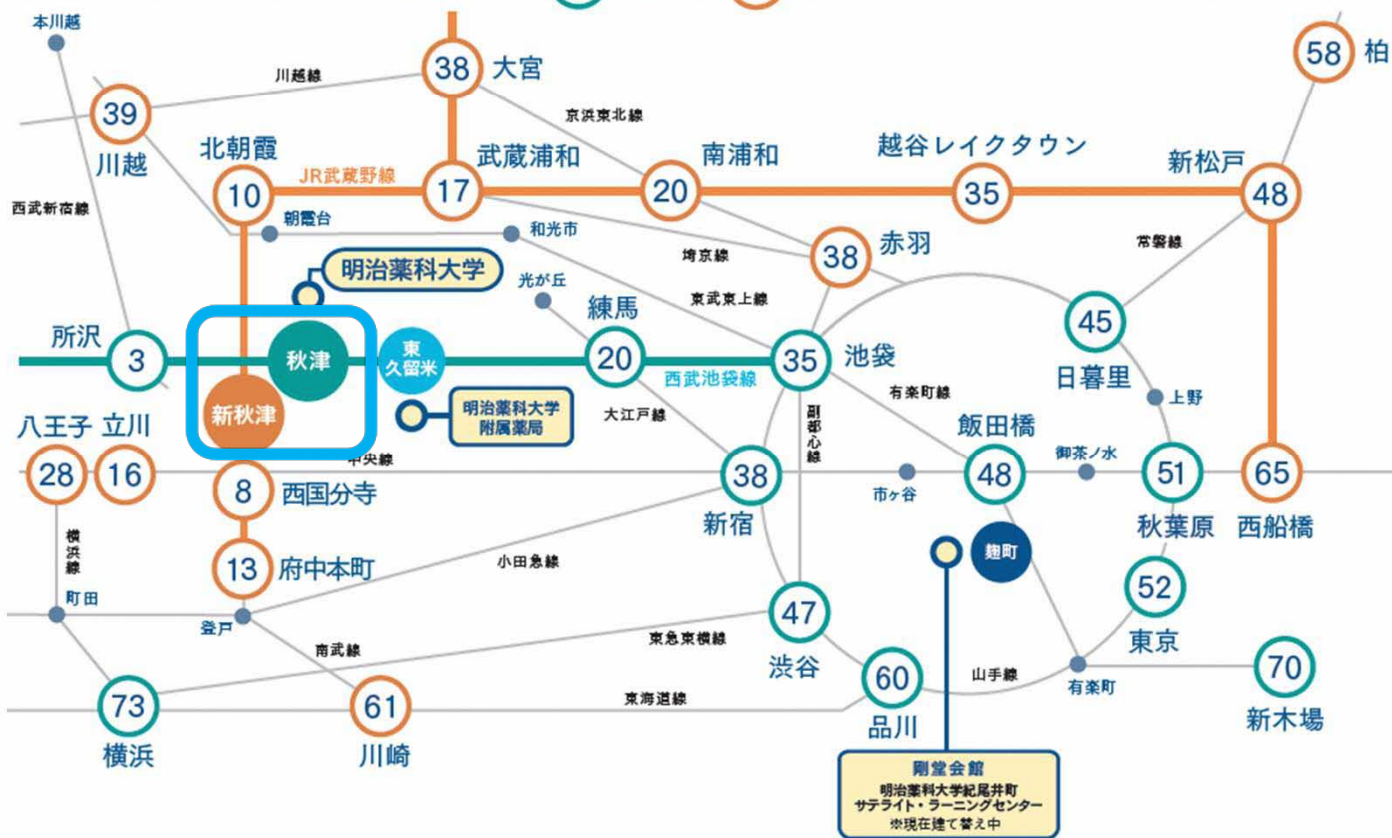 本川越
38
大宮
58
柏
川越線
39
川越
京浜東北線
北朝霞
10
JR武蔵野線
武蔵浦和
17
南浦和
20
越谷レイクタウン
35
新松戸
48
西武新宿線
朝霞台
和光市
埼京線
38
赤羽
常磐線
明治薬科大学
光が丘
東武東上線
所沢
3
秋津
東
久留米
練馬
20
西武池袋線
35
池袋
45
日暮里
新秋津
明治薬科大学
附属薬局
大江戸線
副都心線
有楽町線
上野
八王子
立川
28
16
中央線
8
西国分寺
38
新宿
市ヶ谷
飯田橋
48
御茶ノ水
51
秋葉原
65
西船橋
横浜線
13
府中本町
小田急線
麹町
52
東京
町田
登戸
南武線
東急東横線
47
渋谷
60
品川
山手線
有楽町
70
新木場
73
横浜
61
川崎
東海道線
剛堂会館
明治薬科大学紀尾井町
サテライト・ラーニングセンター
※現在建て替え中